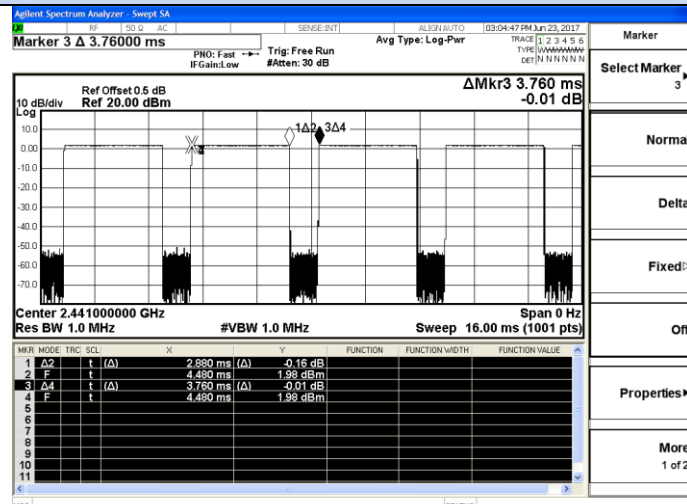 Agilent Spectrum Analyzer - Swept SA
RF 50 Ω AC SENSE:INT ALIGN AUTO 03:04:47 PM Jun 23, 2017
Marker 3 Δ 3.76000 ms
PNO: Fast
IFGain:Low
Trig: Free Run
#Atten: 30 dB
Avg Type: Log-Pwr
TRACE 1 2 3 4 5 6
TYPE WWWWWW
DET N N N N N N
Ref Offset 0.5 dB
10 dB/div Ref 20.00 dBm
ΔMkr3 3.760 ms
-0.01 dB
Log
10.0
0.00
-10.0
-20.0
-30.0
-40.0
-50.0
-60.0
-70.0
1Δ2 3Δ4
Center 2.441000000 GHz Span 0 Hz
Res BW 1.0 MHz #VBW 1.0 MHz Sweep 16.00 ms (1001 pts)
MKR MODE TRC SCL X Y FUNCTION FUNCTION WIDTH FUNCTION VALUE
1 Δ2 t (Δ) 2.880 ms (Δ) -0.16 dB
2 F t 4.480 ms 1.98 dBm
3 Δ4 t (Δ) 3.760 ms (Δ) -0.01 dB
4 F t 4.480 ms 1.98 dBm
5
6
7
8
9
10
11
Marker
Select Marker
3
Norma
Delta
Fixed
Off
Properties
More
1 of 2